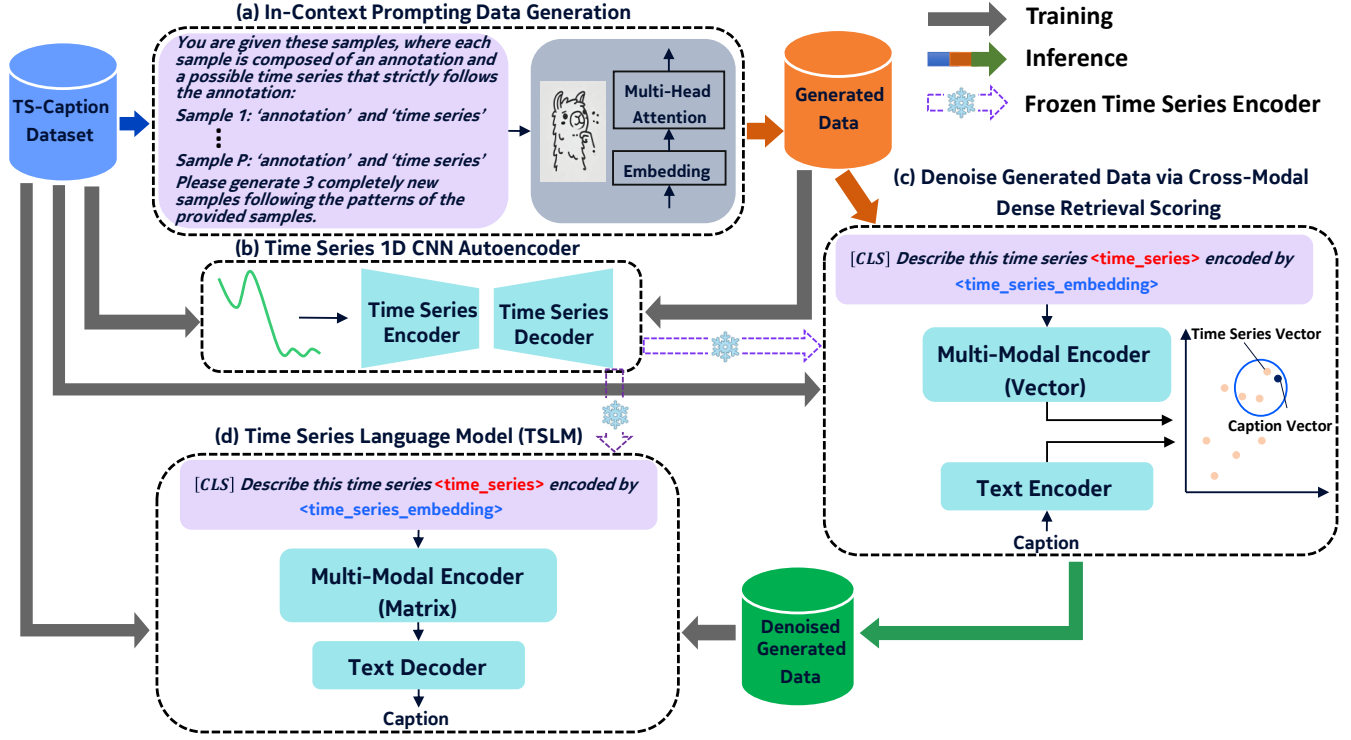 (a) In-Context Prompting Data Generation
You are given these samples, where each
sample is composed of an annotation and
a possible time series that strictly follows
the annotation:
Sample 1: ‘annotation’ and ‘time series’
Sample P: ‘annotation’ and ‘time series’
Please generate 3 completely new
samples following the patterns of the
provided samples.
TS-Caption
Dataset
Multi-Head
Attention
Embedding
Generated
Data
Training
Inference
Frozen Time Series Encoder
(b) Time Series 1D CNN Autoencoder
Time Series
Encoder
Time Series
Decoder
(c) Denoise Generated Data via Cross-Modal
Dense Retrieval Scoring
[CLS] Describe this time series <time_series> encoded by
<time_series_embedding>
Multi-Modal Encoder
(Vector)
Text Encoder
Caption
Time Series Vector
Caption Vector
(d) Time Series Language Model (TSLM)
[CLS] Describe this time series <time_series> encoded by
<time_series_embedding>
Multi-Modal Encoder
(Matrix)
Text Decoder
Caption
Denoised
Generated
Data